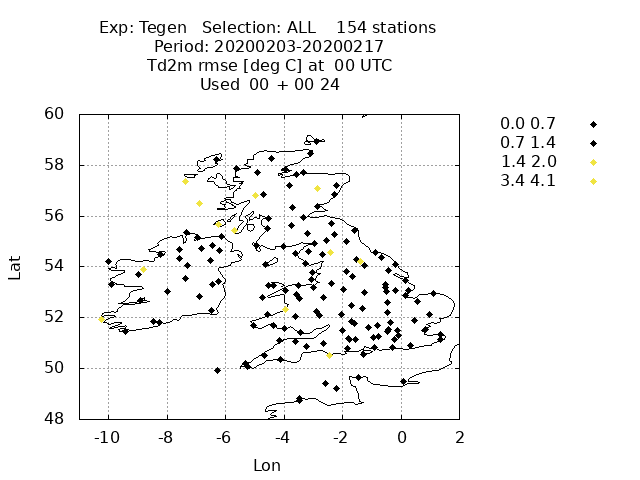 Exp: Tegen   Selection: ALL    154 stations
Period: 20200203-20200217
Td2m rmse [deg C] at  00 UTC
Used  00 + 00 24
0.0 0.7
0.7 1.4
1.4 2.0
3.4 4.1
60
58
56
54
52
50
48
Lat
-10 -8 -6 -4 -2 0 2
Lon